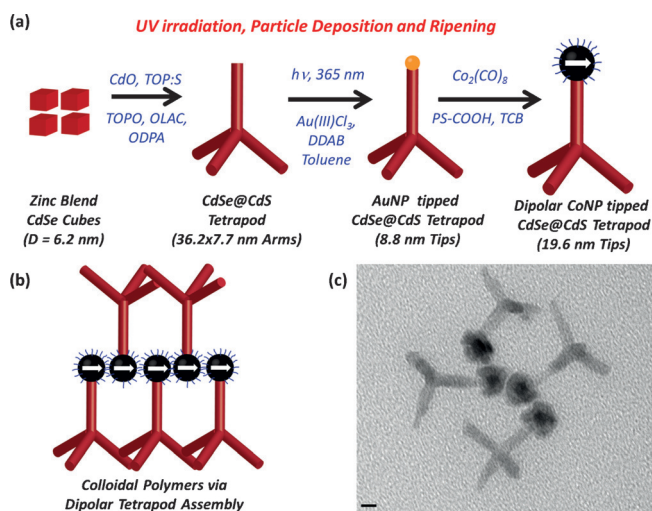 (a)
UV irradiation, Particle Deposition and Ripening
CdO, TOP:S
TOPO, OLAC,
ODPA
hν, 365 nm
Au(III)Cl3,
DDAB
Toluene
Co2(CO)8
PS-COOH, TCB
Zinc Blend
CdSe Cubes
(D = 6.2 nm)
CdSe@CdS
Tetrapod
(36.2x7.7 nm Arms)
AuNP tipped
CdSe@CdS Tetrapod
(8.8 nm Tips)
Dipolar CoNP tipped
CdSe@CdS Tetrapod
(19.6 nm Tips)
(b)
Colloidal Polymers via
Dipolar Tetrapod Assembly
(c)